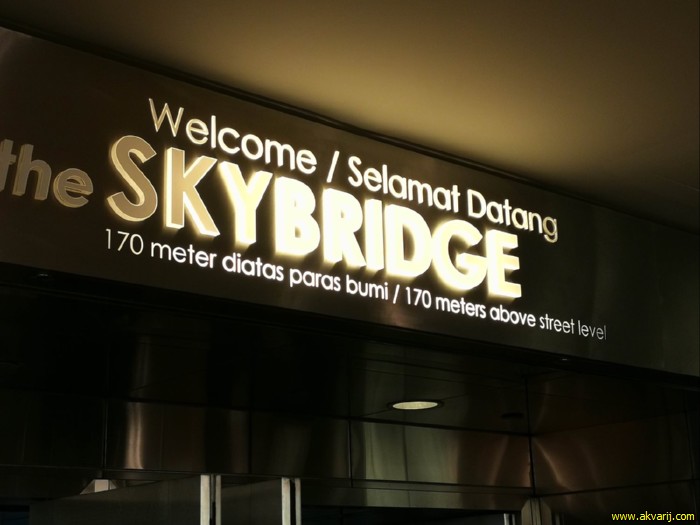 Welcome / Selamat Datang
the SKYBRIDGE
170 meter diatas paras bumi / 170 meters above street level
www.akvarij.com